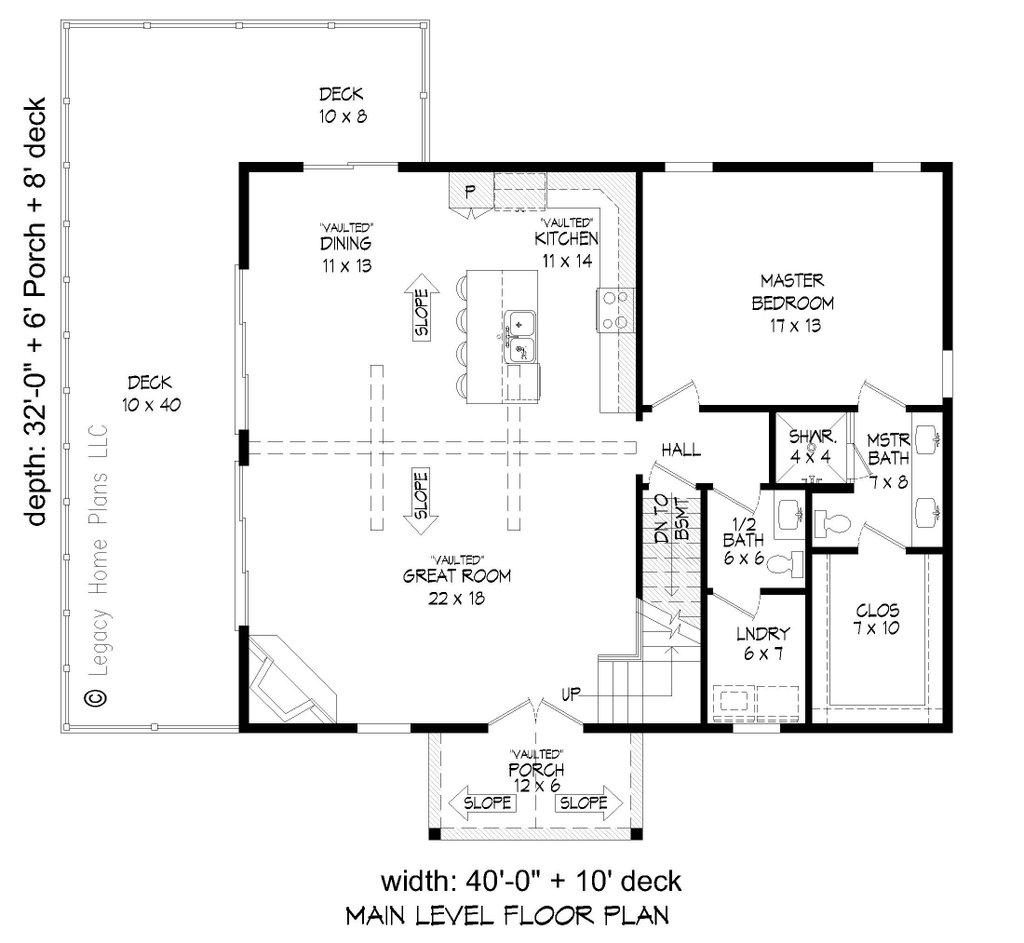 DECK
10 x 8
depth: 32'-0" + 6' Porch + 8' deck
P
"VAULTED"
DINING
11 x 13
"VAULTED"
KITCHEN
11 x 14
SLOPE
MASTER
BEDROOM
17 x 13
DECK
10 x 40
HALL
SHWR.
4 x 4
MSTR
BATH
7 x 8
SLOPE
DN TO
BSMT
1/2
BATH
6 x 6
"VAULTED"
GREAT ROOM
22 x 18
CLOS
7 x 10
LNDRY
6 x 7
© Legacy Home Plans LLC
UP
"VAULTED"
PORCH
12 x 6
SLOPE
SLOPE
width: 40'-0" + 10' deck
MAIN LEVEL FLOOR PLAN